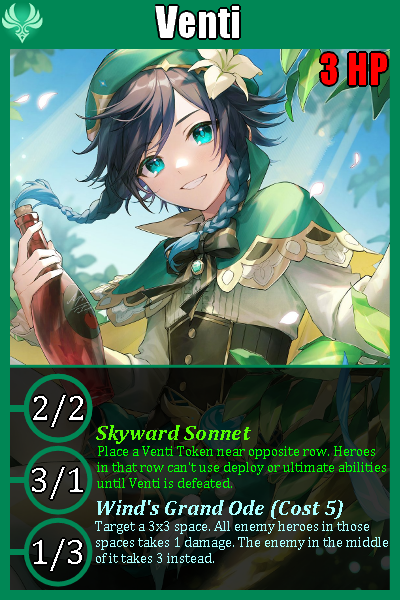 Venti
3 HP
2/2
Skyward Sonnet
Place a Venti Token near opposite row. Heroes
in that row can't use deploy or ultimate abilities
until Venti is defeated.
3/1
Wind's Grand Ode (Cost 5)
Target a 3x3 space. All enemy heroes in those
spaces takes 1 damage. The enemy in the middle
of it takes 3 instead.
1/3